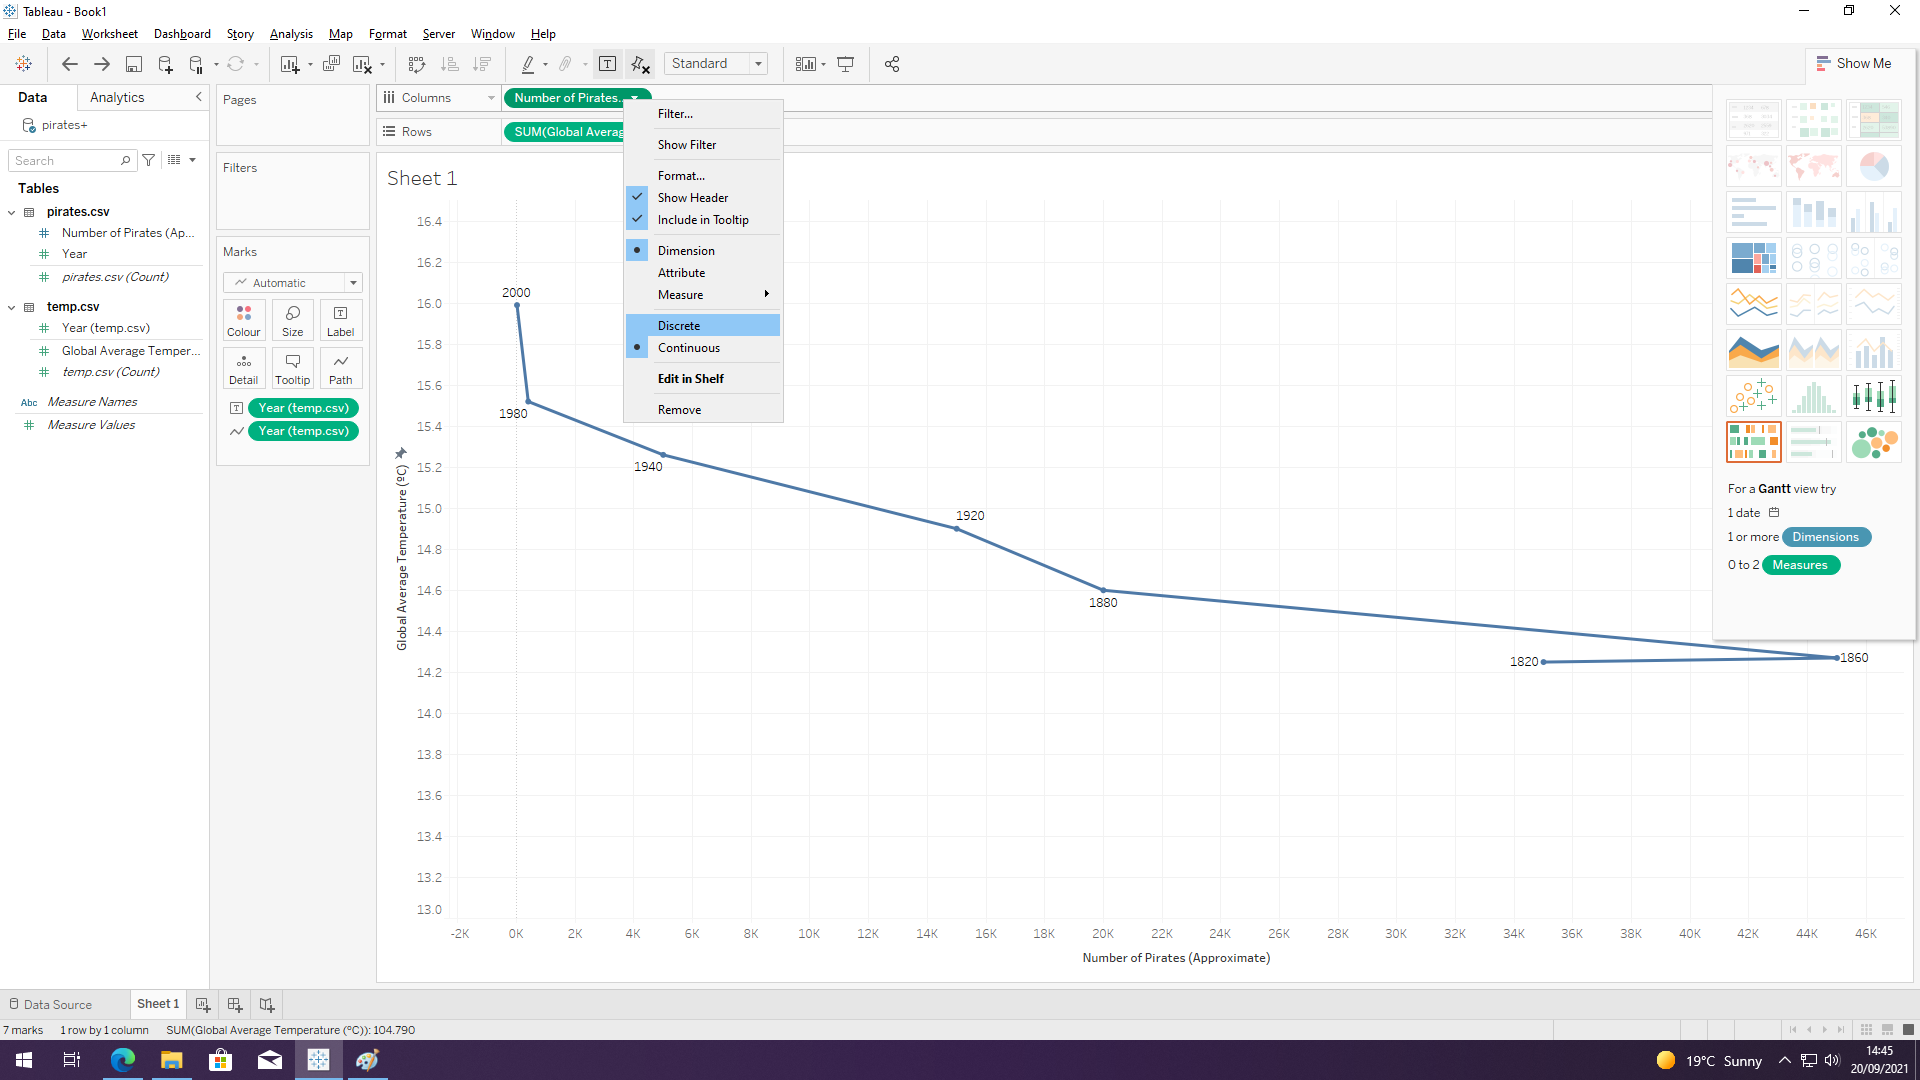 Tableau - Book1
File Data Worksheet Dashboard Story Analysis Map Format Server Window Help
Standard
Show Me
Data Analytics
pirates+
Search
Tables
pirates.csv
# Number of Pirates (Ap...
# Year
# pirates.csv (Count)
temp.csv
# Year (temp.csv)
# Global Average Temper...
# temp.csv (Count)
Abc Measure Names
# Measure Values
Pages
Filters
Marks
Automatic
Colour Size Label
Detail Tooltip Path
Year (temp.csv)
Year (temp.csv)
Columns Number of Pirates..
Rows SUM(Global Averag
Filter...
Show Filter
Format...
Show Header
Include in Tooltip
Dimension
Attribute
Measure
Discrete
Continuous
Edit in Shelf
Remove
Sheet 1
Global Average Temperature (ºC)
16.4
16.2
16.0
15.8
15.6
15.4
15.2
15.0
14.8
14.6
14.4
14.2
14.0
13.8
13.6
13.4
13.2
13.0
2000
1980
1940
1920
1880
1820
1860
-2K 0K 2K 4K 6K 8K 10K 12K 14K 16K 18K 20K 22K 24K 26K 28K 30K 32K 34K 36K 38K 40K 42K 44K 46K
Number of Pirates (Approximate)
For a Gantt view try
1 date
1 or more Dimensions
0 to 2 Measures
Data Source Sheet 1
7 marks 1 row by 1 column SUM(Global Average Temperature (ºC)): 104.790
19°C Sunny
14:45
20/09/2021